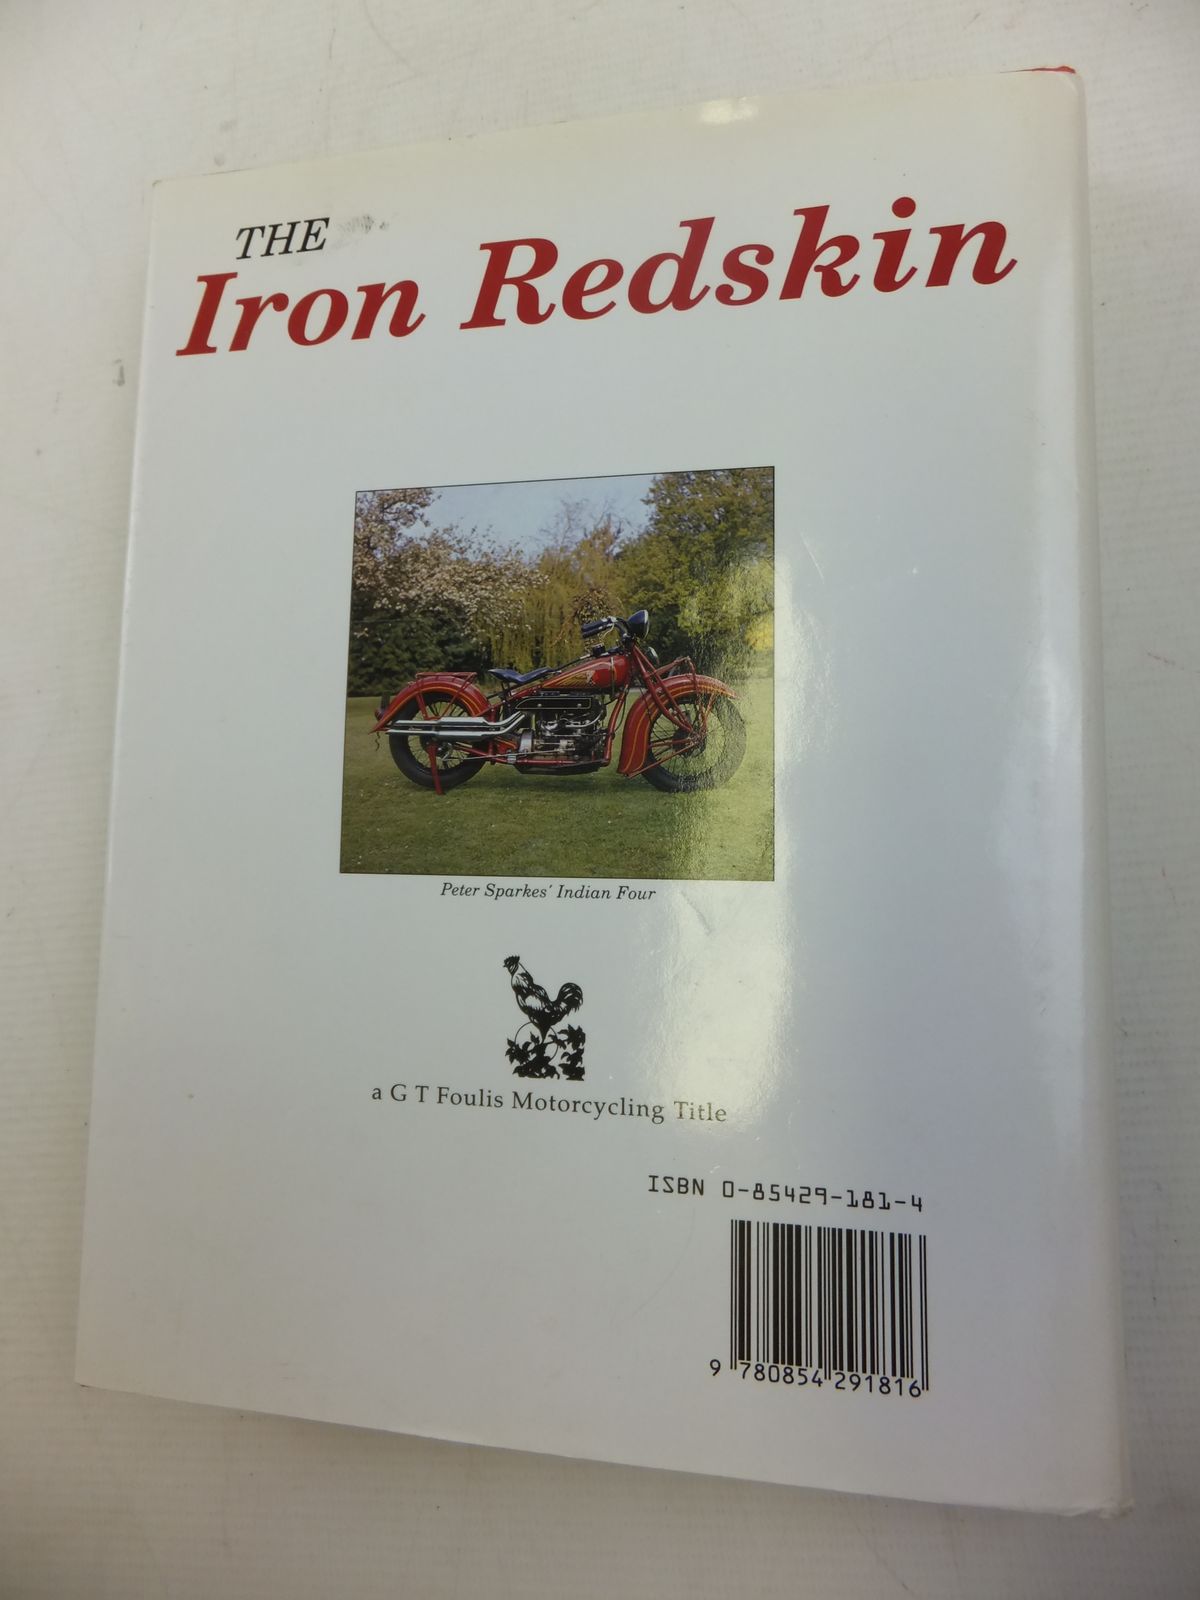 THE
Iron Redskin
Peter Sparkes' Indian Four
a G T Foulis Motorcycling Title
ISBN 0-85429-181-4
9 780854 291816